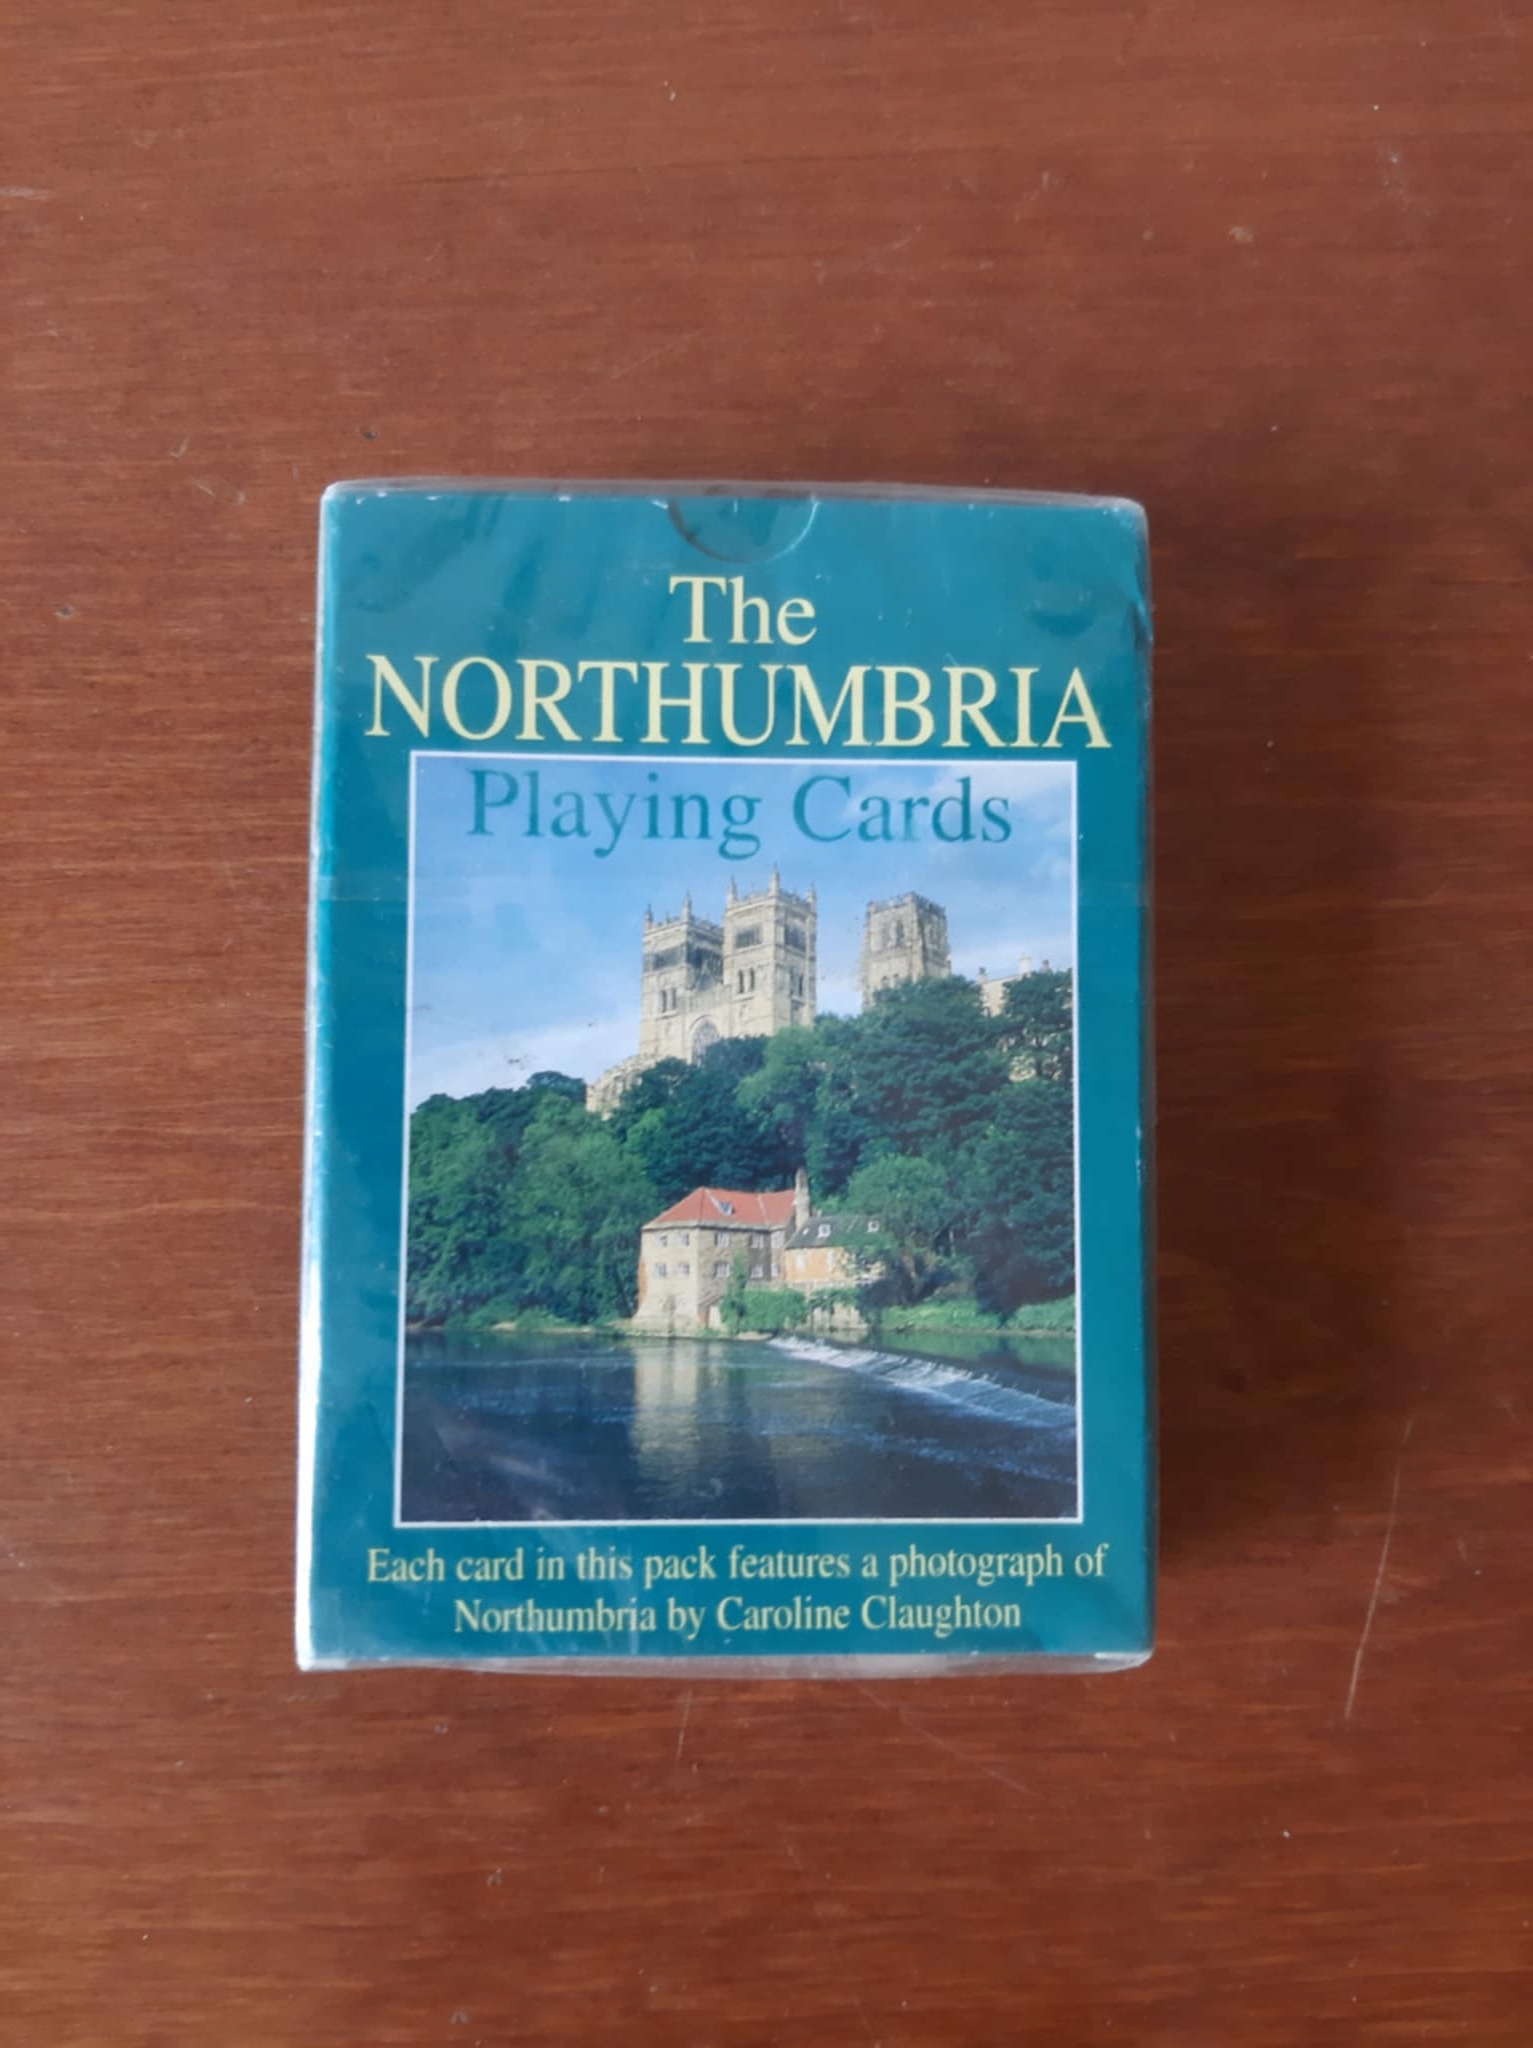 The
NORTHUMBRIA
Playing Cards
Each card in this pack features a photograph of
Northumbria by Caroline Claughton